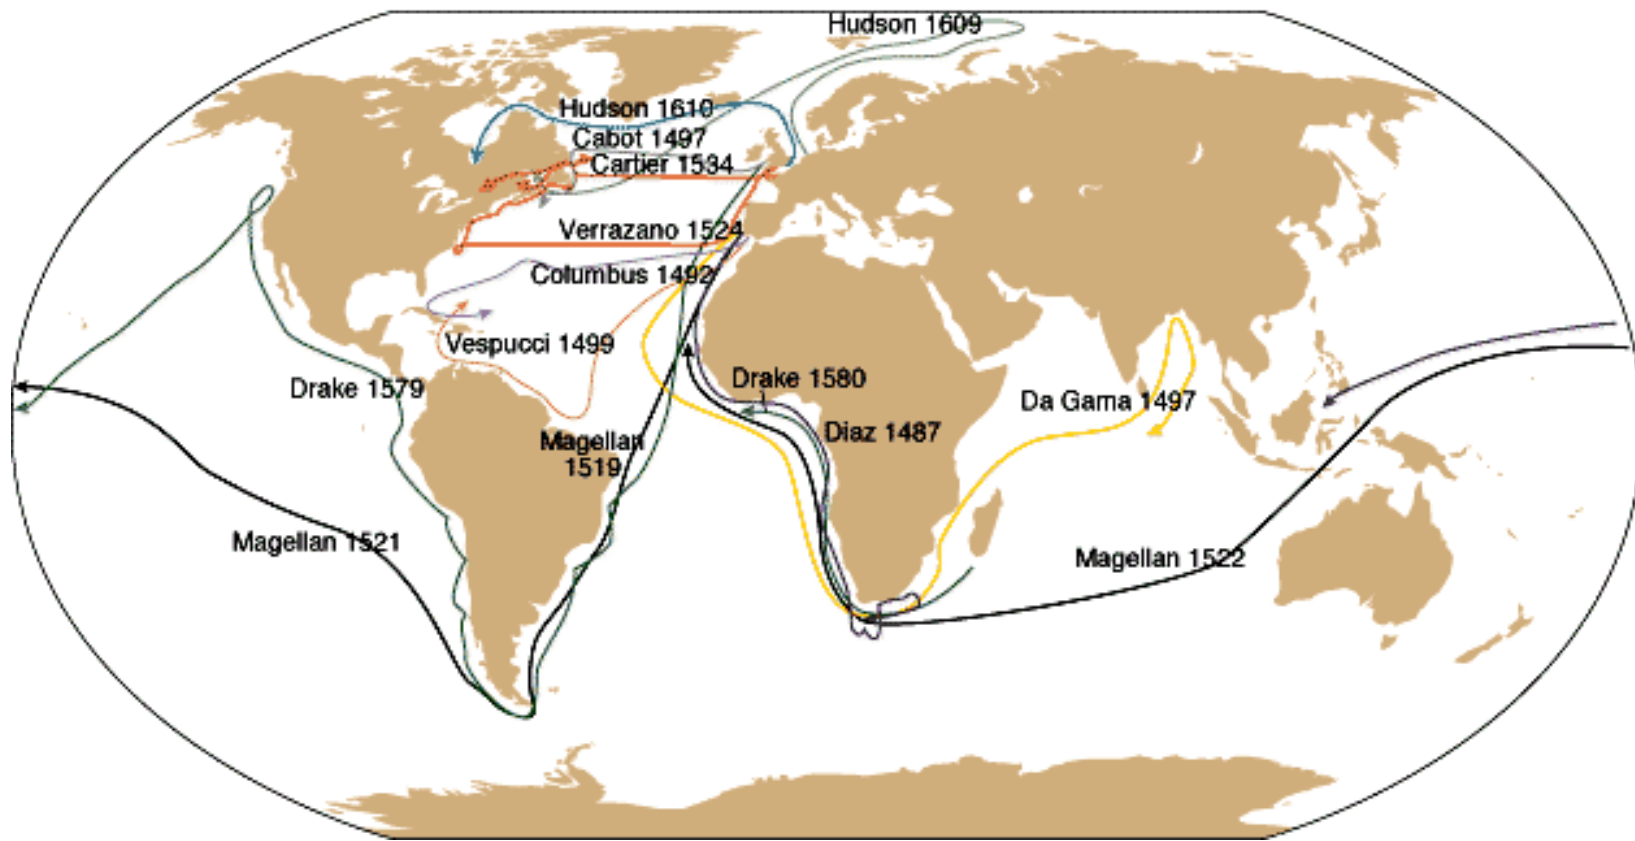 Hudson 1609
Hudson 1610
Cabot 1497
Cartier 1534
Verrazano 1524
Columbus 1492
Vespucci 1499
Drake 1579
Drake 1580
Da Gama 1497
Diaz 1487
Magellan
1519
Magellan 1521
Magellan 1522